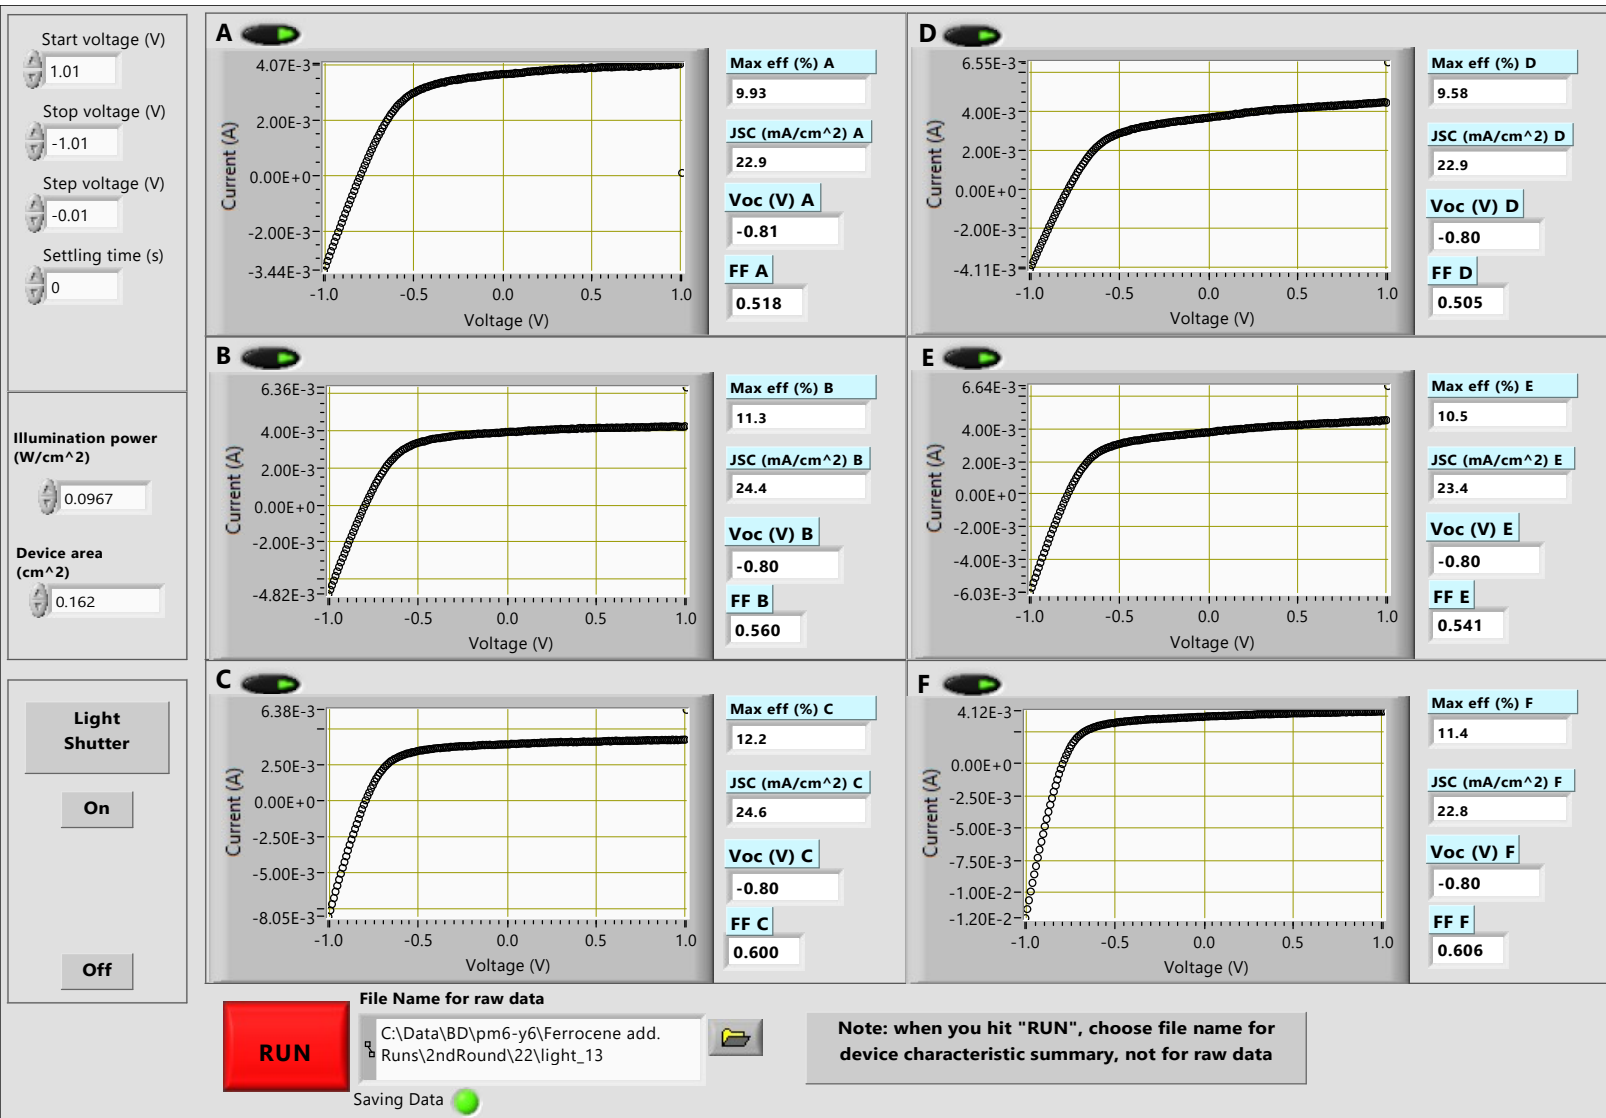 Start voltage (V)
1.01
Stop voltage (V)
-1.01
Step voltage (V)
-0.01
Settling time (s)
0
Illumination power
(W/cm^2)
0.0967
Device area
(cm^2)
0.162
Light
Shutter
On
Off
A
4.07E-3
2.00E-3
0.00E+0
-2.00E-3
-3.44E-3
Current (A)
-1.0 -0.5 0.0 0.5 1.0
Voltage (V)
Max eff (%) A
9.93
JSC (mA/cm^2) A
22.9
Voc (V) A
-0.81
FF A
0.518
D
6.55E-3
4.00E-3
2.00E-3
0.00E+0
-2.00E-3
-4.11E-3
Current (A)
-1.0 -0.5 0.0 0.5 1.0
Voltage (V)
Max eff (%) D
9.58
JSC (mA/cm^2) D
22.9
Voc (V) D
-0.80
FF D
0.505
B
6.36E-3
4.00E-3
2.00E-3
0.00E+0
-2.00E-3
-4.82E-3
Current (A)
-1.0 -0.5 0.0 0.5 1.0
Voltage (V)
Max eff (%) B
11.3
JSC (mA/cm^2) B
24.4
Voc (V) B
-0.80
FF B
0.560
E
6.64E-3
4.00E-3
2.00E-3
0.00E+0
-2.00E-3
-4.00E-3
-6.03E-3
Current (A)
-1.0 -0.5 0.0 0.5 1.0
Voltage (V)
Max eff (%) E
10.5
JSC (mA/cm^2) E
23.4
Voc (V) E
-0.80
FF E
0.541
C
6.38E-3
2.50E-3
0.00E+0
-2.50E-3
-5.00E-3
-8.05E-3
Current (A)
-1.0 -0.5 0.0 0.5 1.0
Voltage (V)
Max eff (%) C
12.2
JSC (mA/cm^2) C
24.6
Voc (V) C
-0.80
FF C
0.600
F
4.12E-3
0.00E+0
-2.50E-3
-5.00E-3
-7.50E-3
-1.00E-2
-1.20E-2
Current (A)
-1.0 -0.5 0.0 0.5 1.0
Voltage (V)
Max eff (%) F
11.4
JSC (mA/cm^2) F
22.8
Voc (V) F
-0.80
FF F
0.606
RUN
File Name for raw data
C:\Data\BD\pm6-y6\Ferrocene add.
Runs\2ndRound\22\light_13
Saving Data
Note: when you hit "RUN", choose file name for
device characteristic summary, not for raw data